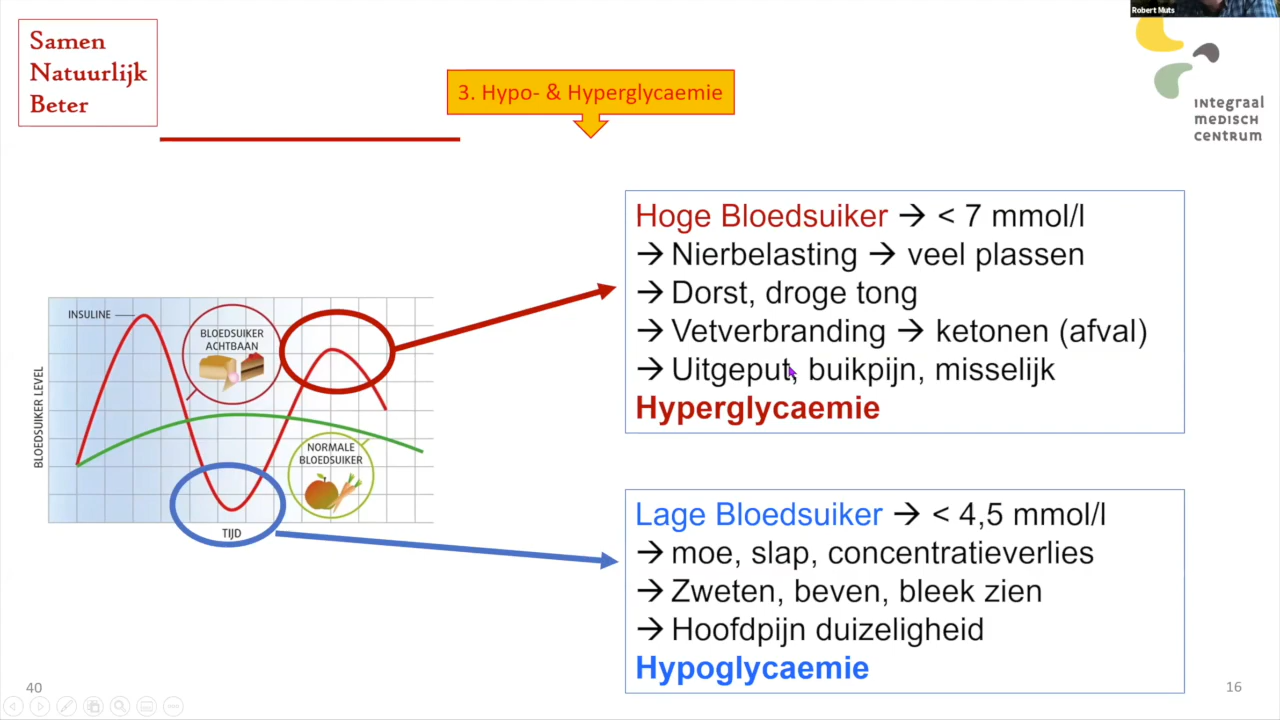 Robert Muts
Samen
Natuurlijk
Beter
3. Hypo- & Hyperglycaemie
INtegraaL
meDISCH
CeNTRUm
Hoge Bloedsuiker → < 7 mmol/l
→ Nierbelasting → veel plassen
→ Dorst, droge tong
→ Vetverbranding → ketonen (afval)
→ Uitgeput, buikpijn, misselijk
Hyperglycaemie
INSULINE
BLOEDSUIKER
ACHTBAAN
BLOEDSUIKER LEVEL
NORMALE
BLOEDSUIKER
TIJD
Lage Bloedsuiker → < 4,5 mmol/l
→ moe, slap, concentratieverlies
→ Zweten, beven, bleek zien
→ Hoofdpijn duizeligheid
Hypoglycaemie
40
16